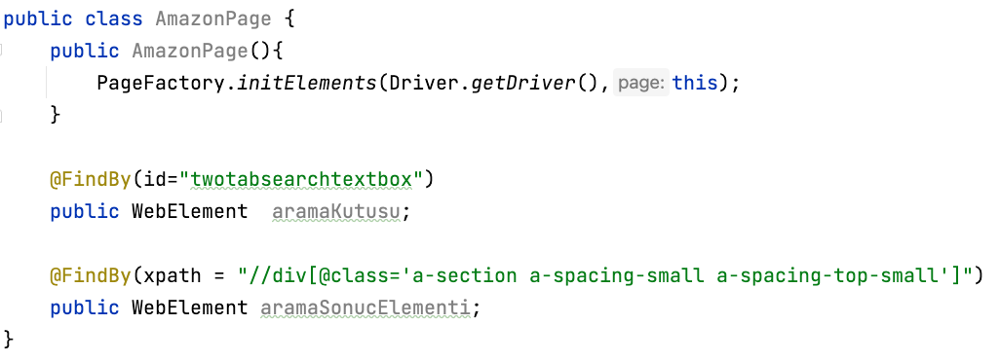 public class AmazonPage {
public AmazonPage(){
PageFactory.initElements(Driver.getDriver(), page: this);
}
@FindBy(id="twotabsearchtextbox")
public WebElement  aramaKutusu;
@FindBy(xpath = "//div[@class='a-section a-spacing-small a-spacing-top-small']")
public WebElement aramaSonucElementi;
}